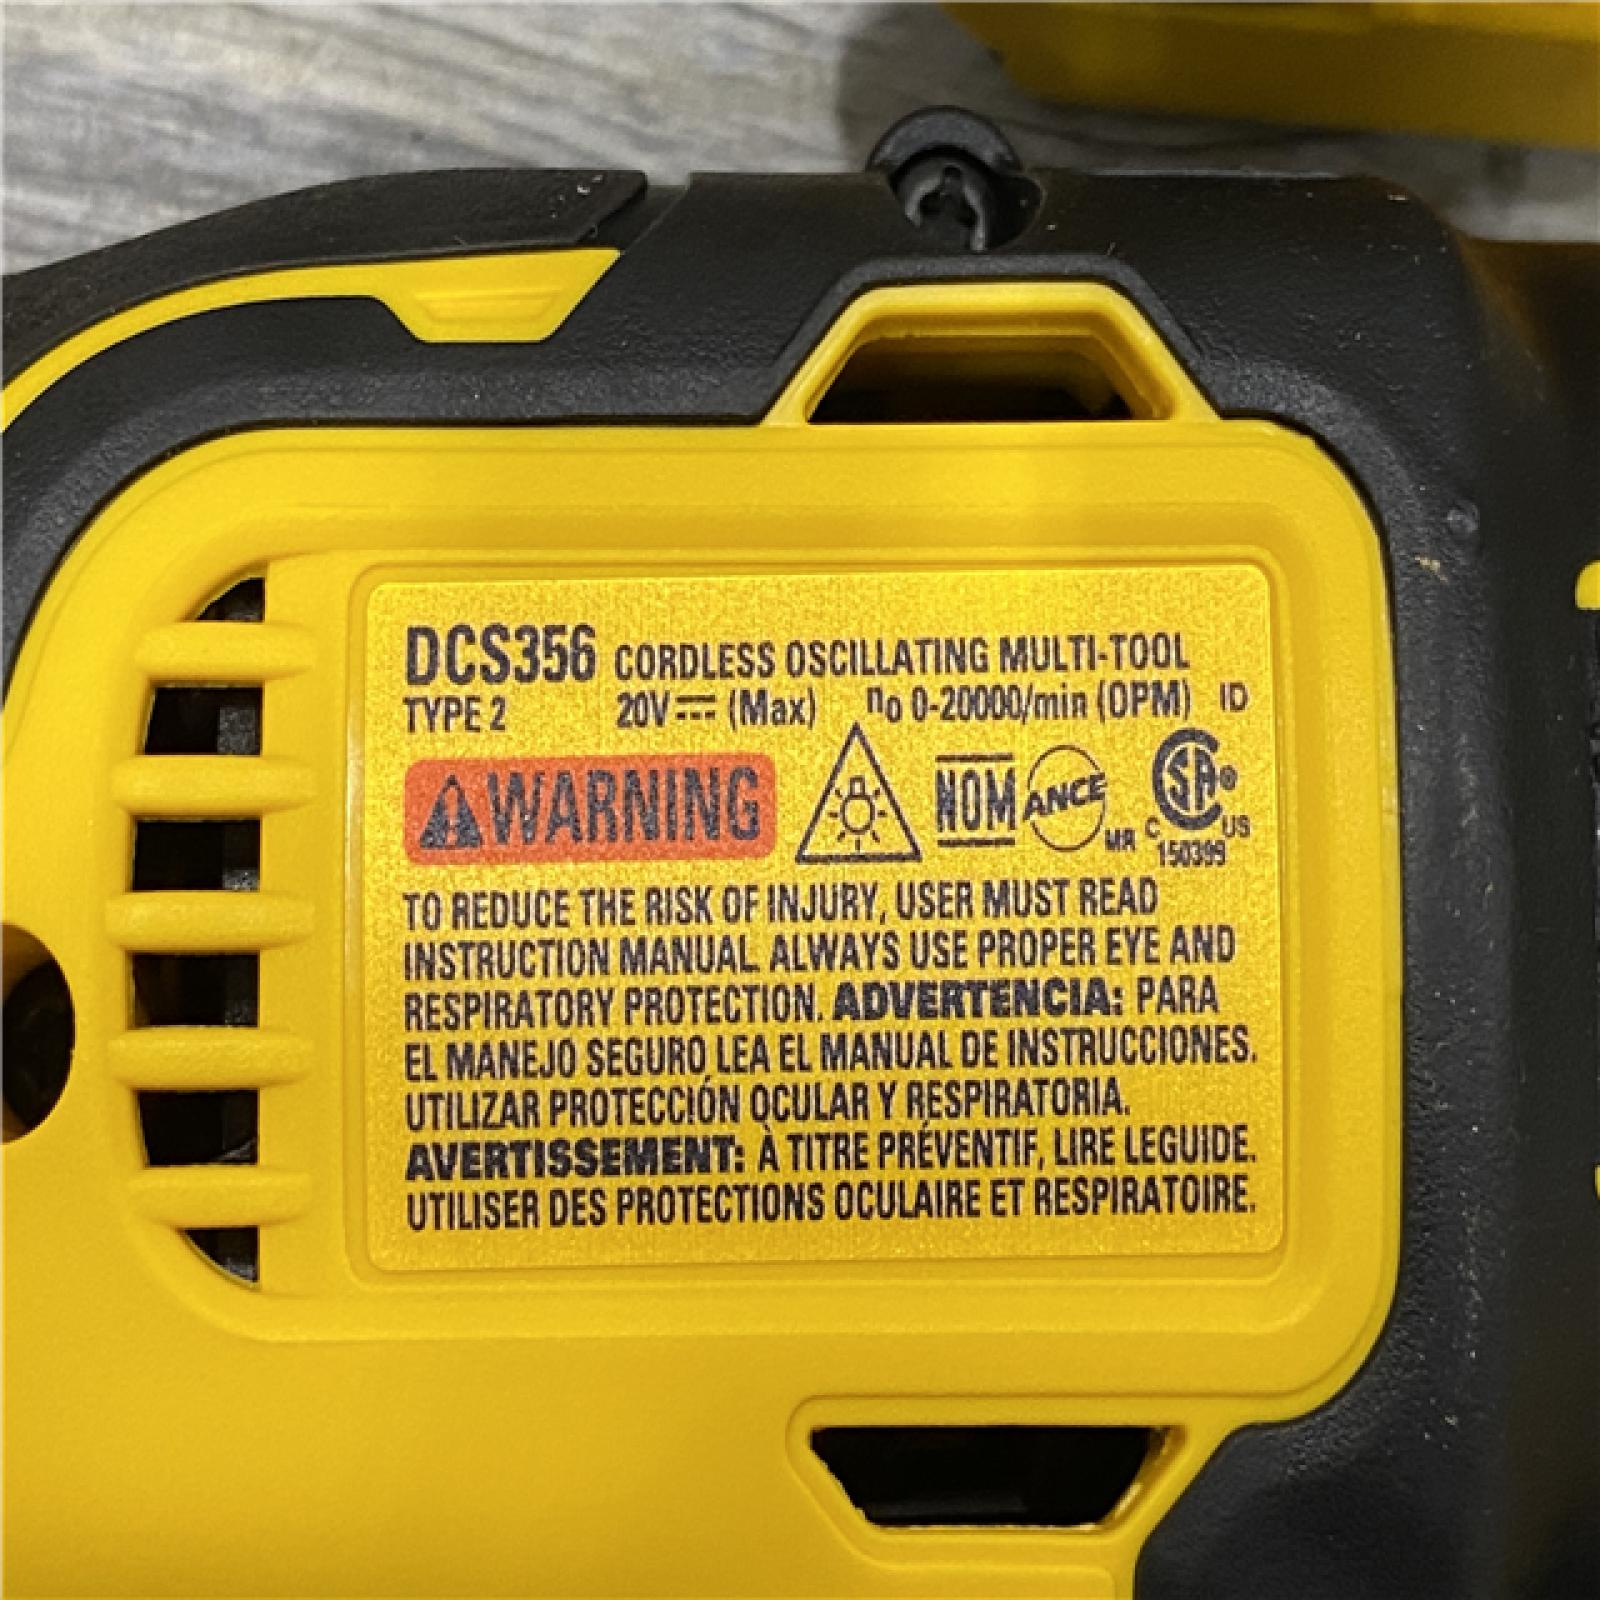 DCS356 CORDLESS OSCILLATING MULTI-TOOL
TYPE 2 20V⎓ (Max) no 0-20000/min (OPM) ID
WARNING NOM ANCE MR CSA® C US 150399
TO REDUCE THE RISK OF INJURY, USER MUST READ
INSTRUCTION MANUAL. ALWAYS USE PROPER EYE AND
RESPIRATORY PROTECTION. ADVERTENCIA: PARA
EL MANEJO SEGURO, LEA EL MANUAL DE INSTRUCCIONES.
UTILIZAR PROTECCIÓN OCULAR Y RESPIRATORIA.
AVERTISSEMENT: À TITRE PRÉVENTIF, LIRE LEGUIDE.
UTILISER DES PROTECTIONS OCULAIRE ET RESPIRATOIRE.